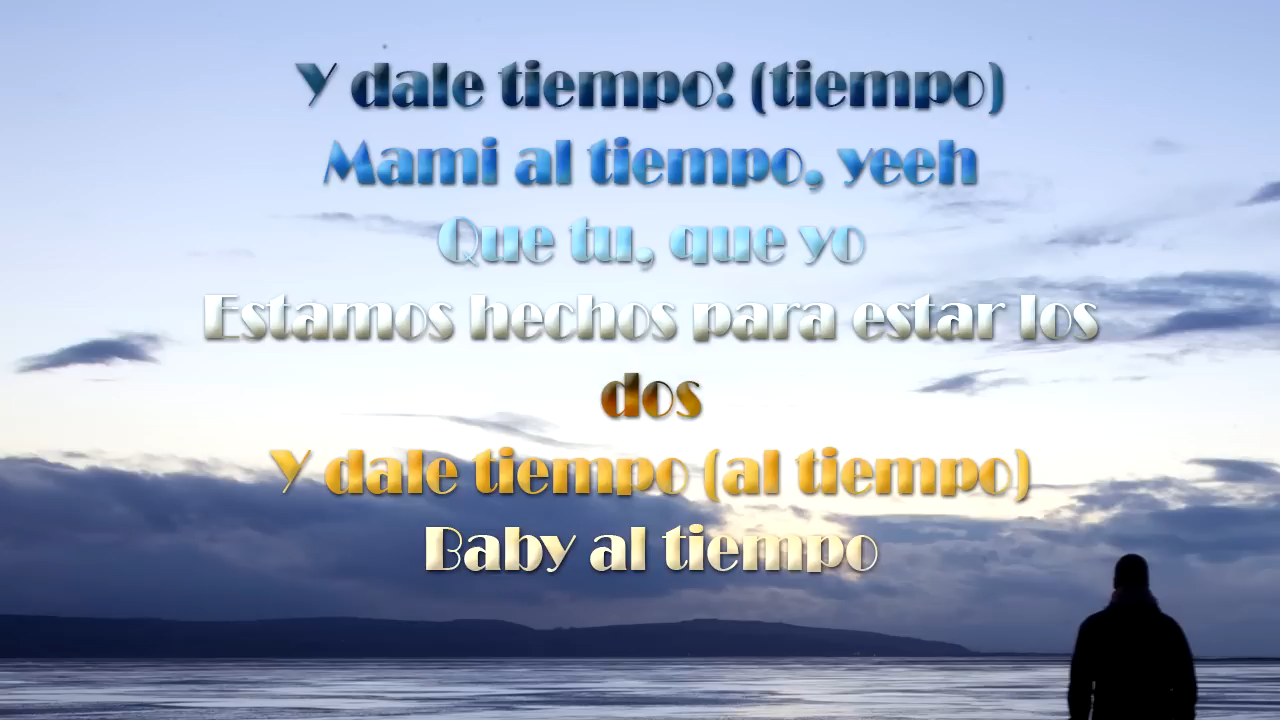 Y dale tiempo! (tiempo)
Mami al tiempo, yeeh
Que tu, que yo
Estamos hechos para estar los
dos
Y dale tiempo (al tiempo)
Baby al tiempo